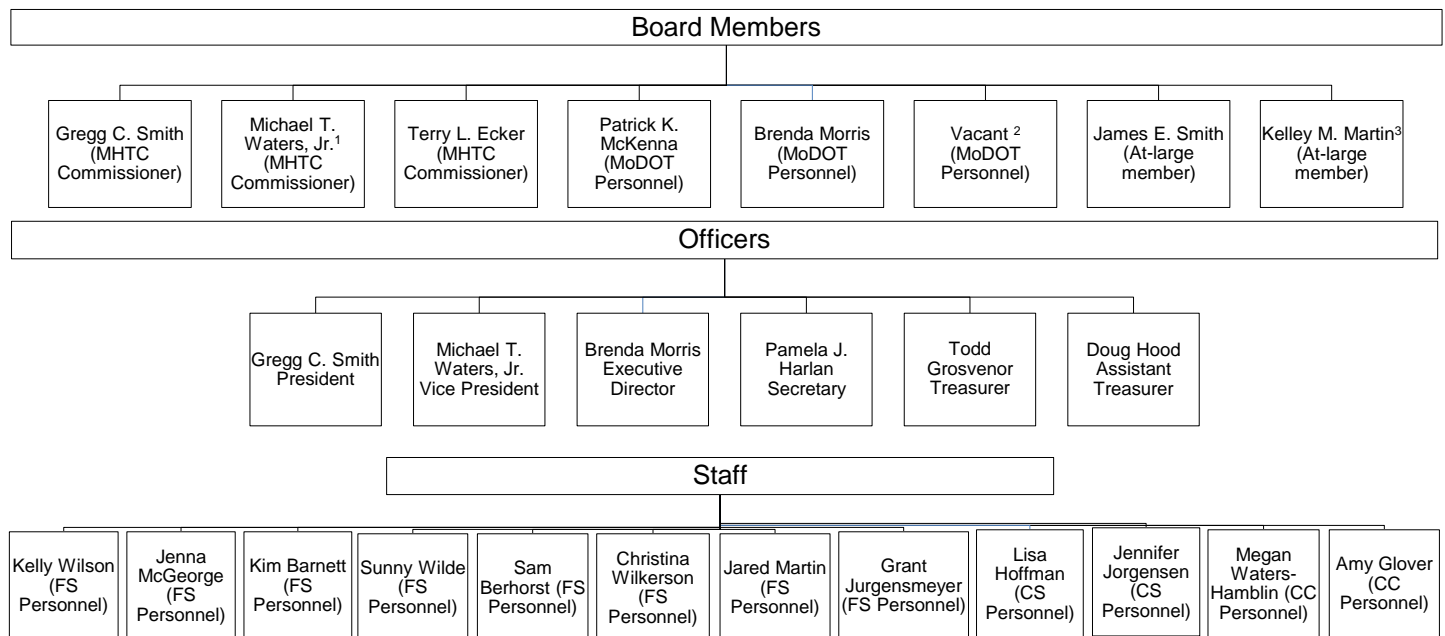 Board Members
Gregg C. Smith
(MHTC
Commissioner)
Michael T.
Waters, Jr.¹
(MHTC
Commissioner)
Terry L. Ecker
(MHTC
Commissioner)
Patrick K.
McKenna
(MoDOT
Personnel)
Brenda Morris
(MoDOT
Personnel)
Vacant ²
(MoDOT
Personnel)
James E. Smith
(At-large
member)
Kelley M. Martin³
(At-large
member)
Officers
Gregg C. Smith
President
Michael T.
Waters, Jr.
Vice President
Brenda Morris
Executive
Director
Pamela J.
Harlan
Secretary
Todd
Grosvenor
Treasurer
Doug Hood
Assistant
Treasurer
Staff
Kelly Wilson
(FS
Personnel)
Jenna
McGeorge
(FS
Personnel)
Kim Barnett
(FS
Personnel)
Sunny Wilde
(FS
Personnel)
Sam
Berhorst (FS
Personnel)
Christina
Wilkerson
(FS
Personnel)
Jared Martin
(FS
Personnel)
Grant
Jurgensmeyer
(FS Personnel)
Lisa
Hoffman
(CS
Personnel)
Jennifer
Jorgensen
(CS
Personnel)
Megan
Waters-
Hamblin (CC
Personnel)
Amy Glover
(CC
Personnel)